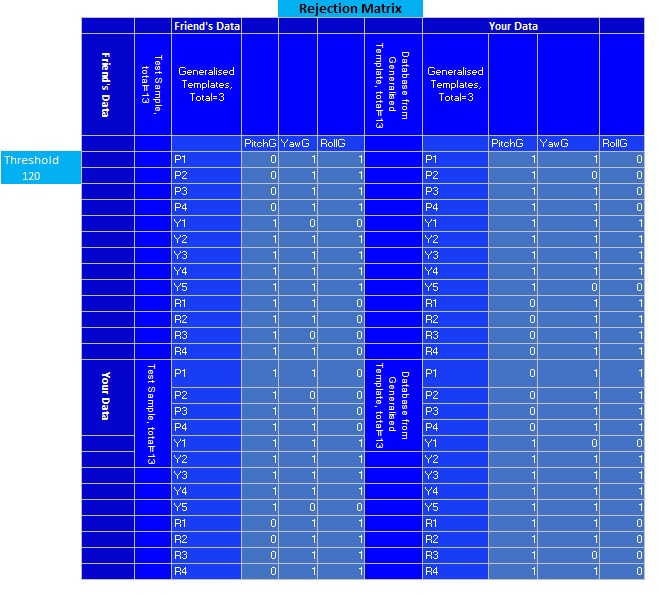 Rejection Matrix
Friend's Data Your Data
Friend's Data
Test Sample,
total=13
Generalised
Templates,
Total=3
Database from
Generalised
Template, total=13
Generalised
Templates,
Total=3
PitchG YawG RollG PitchG YawG RollG
Threshold
120
P1 0 1 1 P1 1 1 0
P2 0 1 1 P2 1 0 0
P3 0 1 1 P3 1 1 1
P4 0 1 1 P4 1 1 0
Y1 1 0 0 Y1 1 1 1
Y2 1 1 1 Y2 1 1 1
Y3 1 1 1 Y3 1 1 1
Y4 1 1 1 Y4 1 1 1
Y5 1 1 0 Y5 1 0 0
R1 1 1 0 R1 0 1 1
R2 1 1 0 R2 0 1 1
R3 1 0 0 R3 0 1 1
R4 1 1 1 R4 0 1 1
Your Data
Test Sample, total=13
Database from
Generalised
Template, total=13
P1 1 1 0 P1 0 1 1
P2 1 0 0 P2 0 1 1
P3 1 1 0 P3 0 1 1
P4 1 1 0 P4 0 1 1
Y1 1 1 1 Y1 1 0 0
Y2 1 1 1 Y2 1 1 1
Y3 1 1 1 Y3 1 1 1
Y4 1 1 1 Y4 1 1 1
Y5 1 0 0 Y5 1 1 1
R1 0 1 1 R1 1 1 0
R2 0 1 1 R2 1 1 0
R3 0 1 1 R3 1 0 0
R4 0 1 1 R4 1 1 0